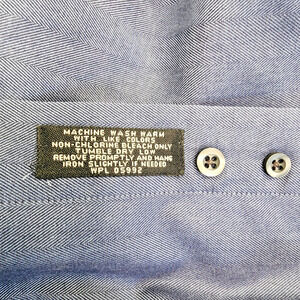 MACHINE WASH WARM
WITH LIKE COLORS
NON-CHLORINE BLEACH ONLY
TUMBLE DRY LOW
REMOVE PROMPTLY AND HANG
IRON SLIGHTLY IF NEEDED
WPL 05992